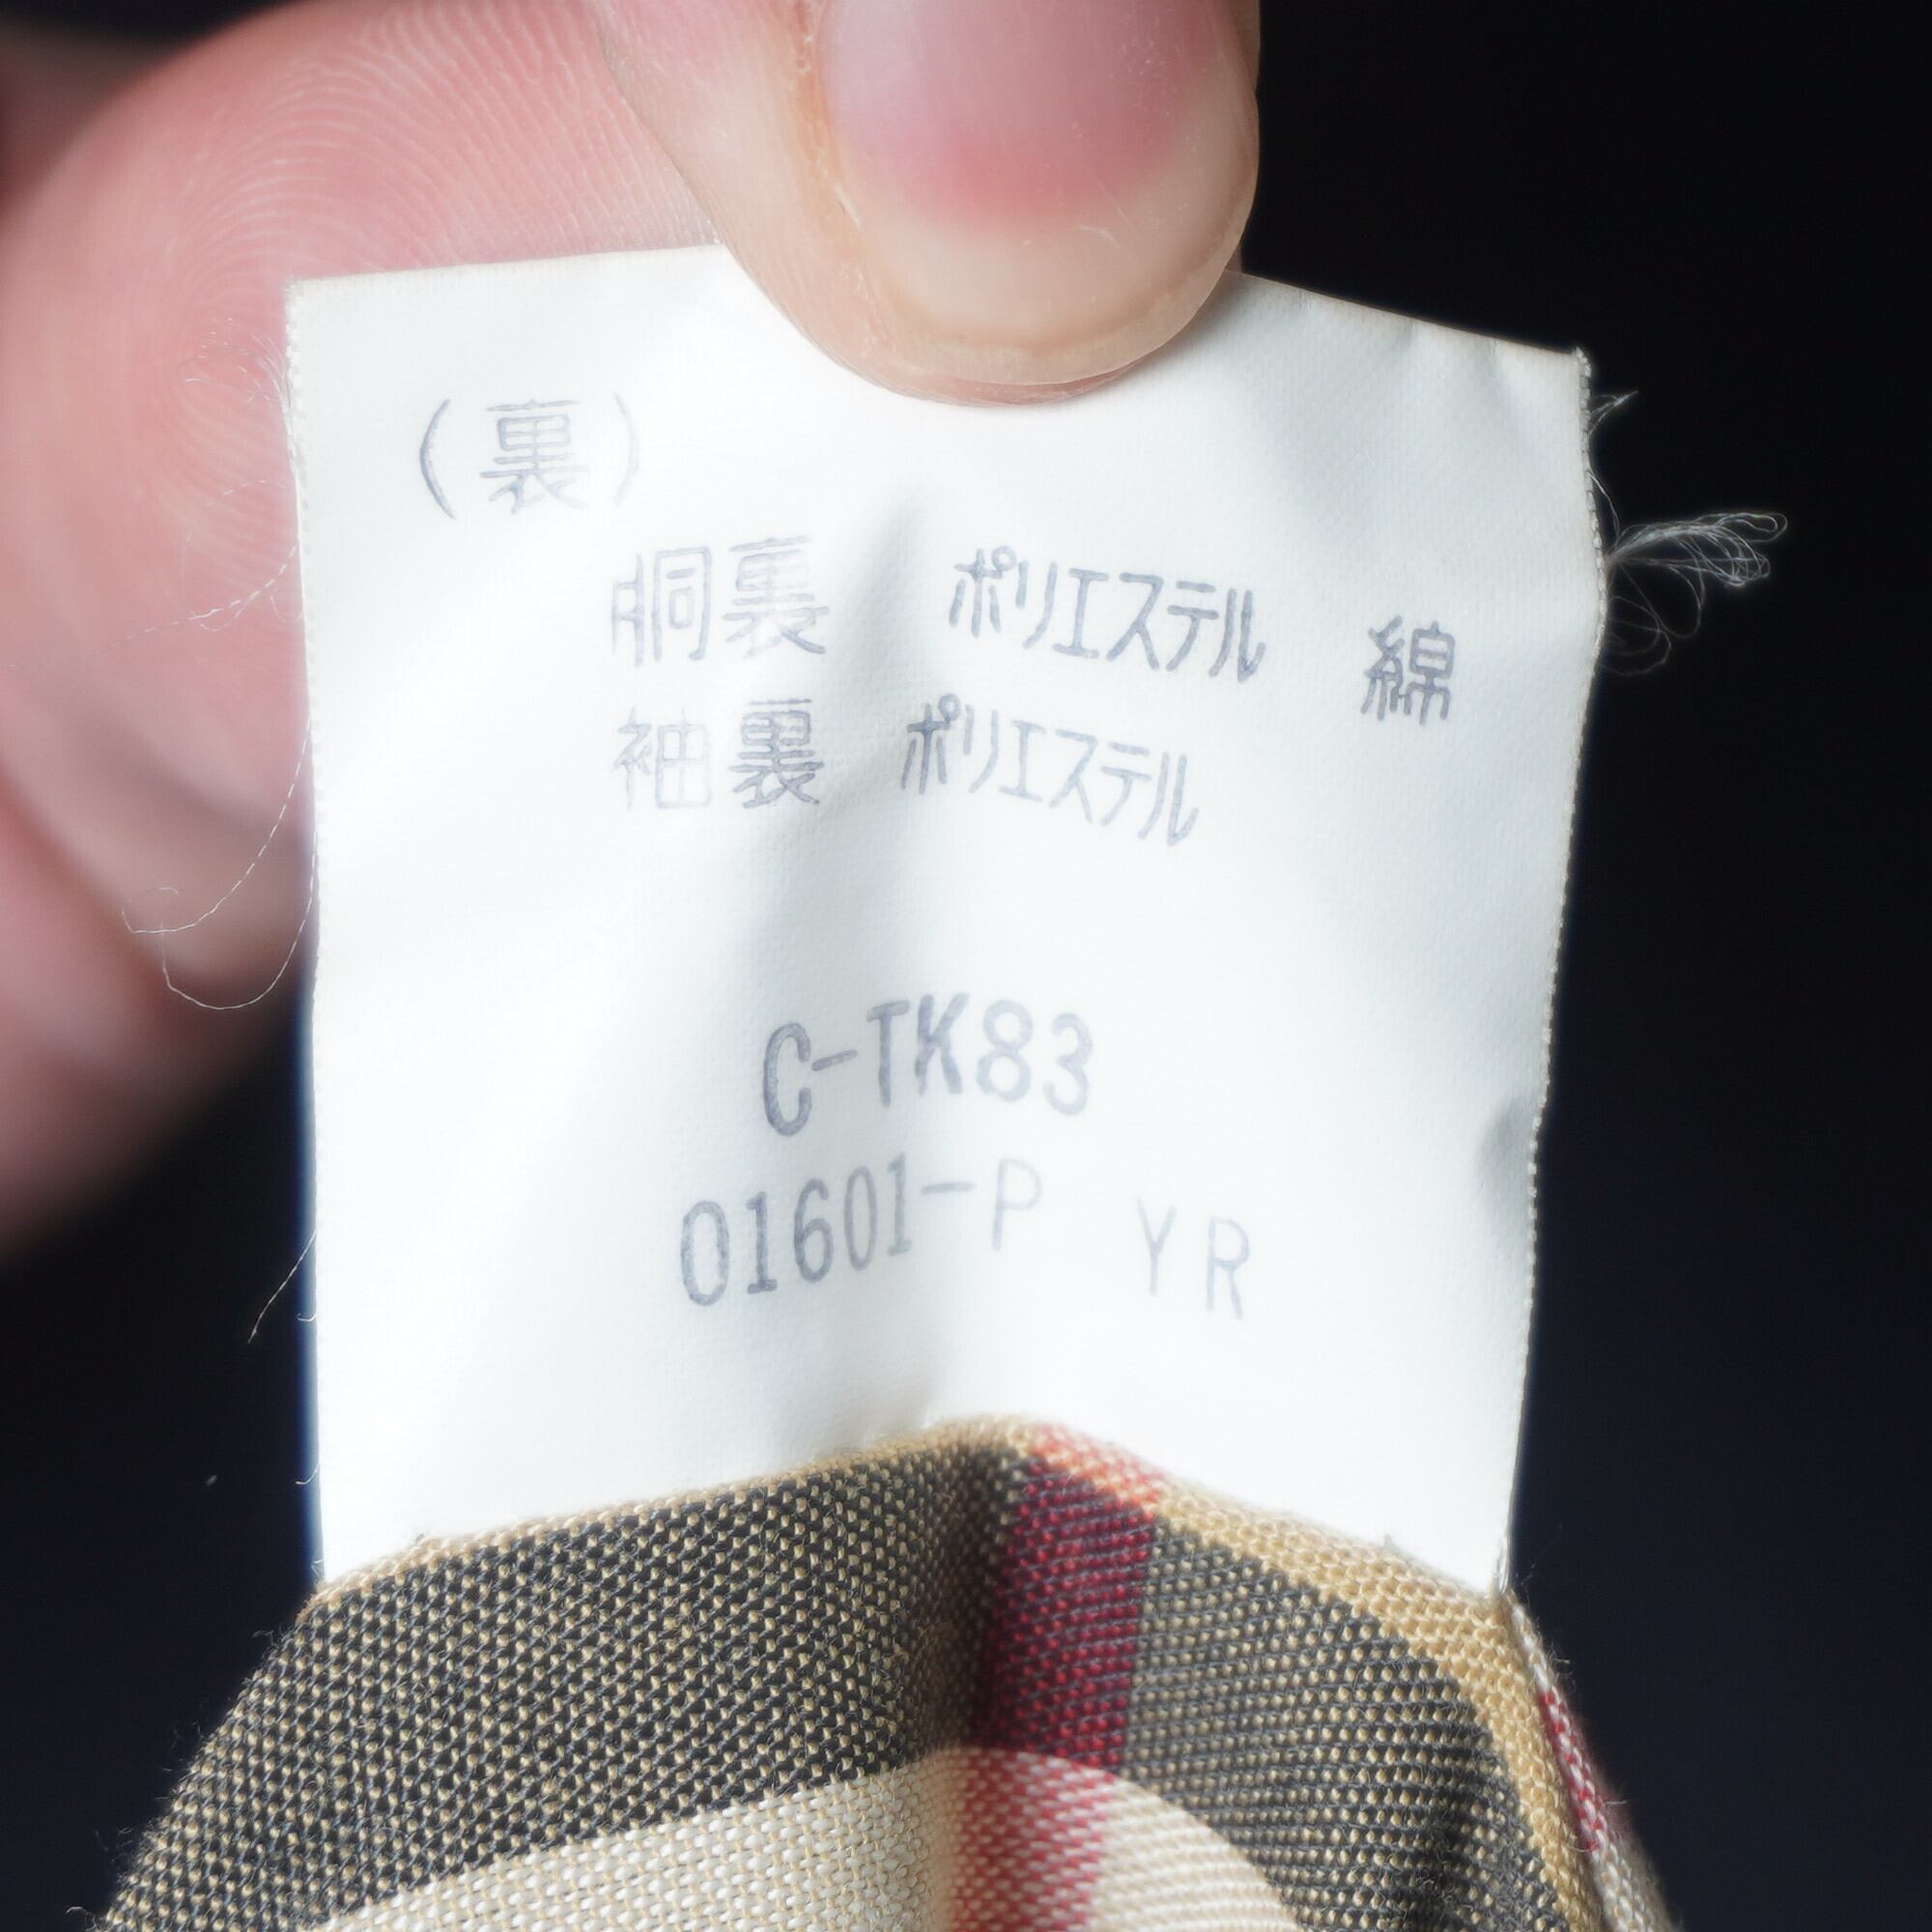 (裏)
胴裏 ポリエステル 綿
袖裏 ポリエステル
C-TK83
01601-P YR